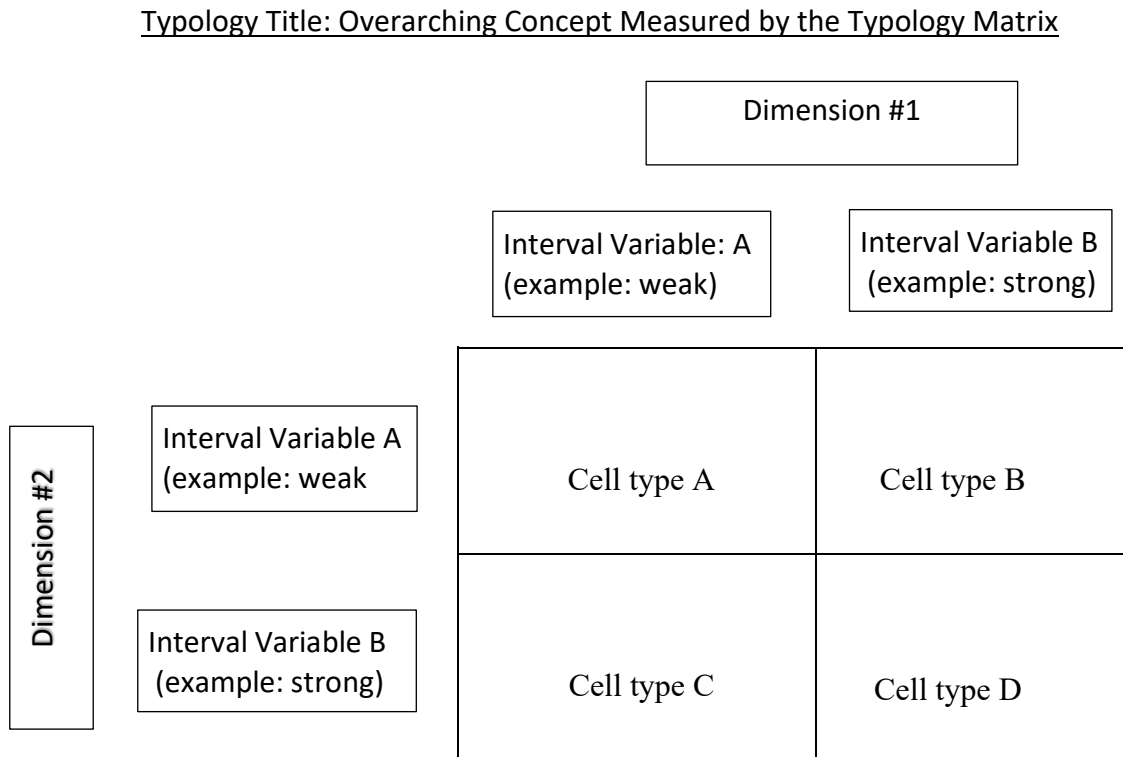 Typology Title: Overarching Concept Measured by the Typology Matrix
Dimension #1
Interval Variable: A
(example: weak)
Interval Variable B
(example: strong)
Dimension #2
Interval Variable A
(example: weak
Cell type A
Cell type B
Interval Variable B
(example: strong)
Cell type C
Cell type D